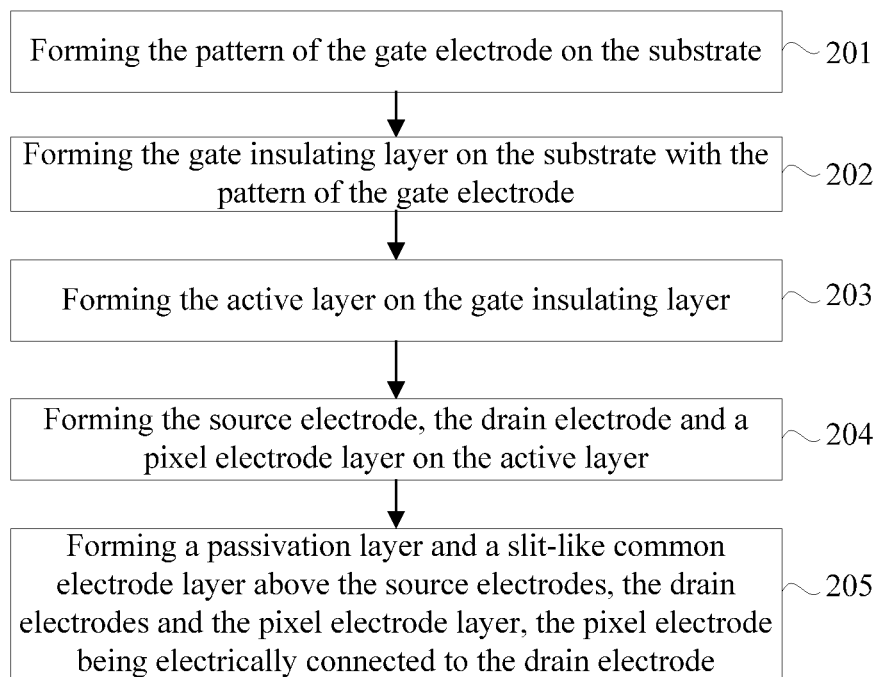 Forming the pattern of the gate electrode on the substrate
201
Forming the gate insulating layer on the substrate with the
pattern of the gate electrode
202
Forming the active layer on the gate insulating layer
203
Forming the source electrode, the drain electrode and a
pixel electrode layer on the active layer
204
Forming a passivation layer and a slit-like common
electrode layer above the source electrodes, the drain
electrodes and the pixel electrode layer, the pixel electrode
being electrically connected to the drain electrode
205